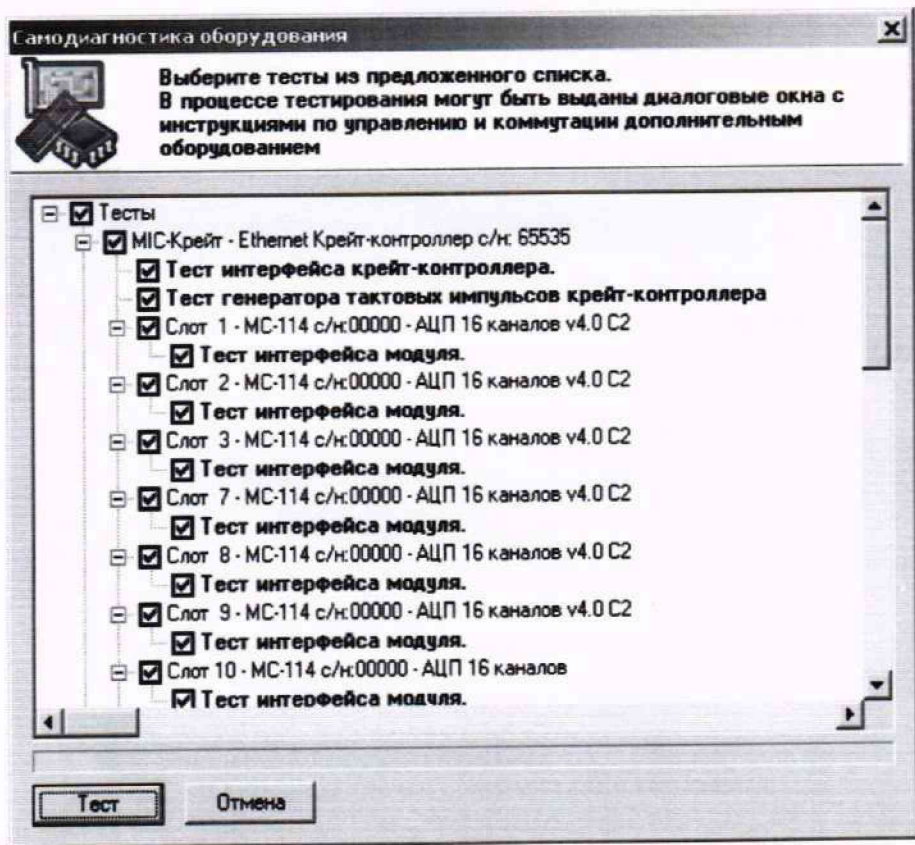 Самодиагностика оборудования
Выберите тесты из предложенного списка.
В процессе тестирования могут быть выданы диалоговые окна с
инструкциями по управлению и коммутации дополнительным
оборудованием
Тесты
MIC-Крейт - Ethernet Крейт-контроллер с/н: 65535
Тест интерфейса крейт-контроллера.
Тест генератора тактовых импульсов крейт-контроллера
Слот 1 - МС-114 с/н:00000 - АЦП 16 каналов v4.0 C2
Тест интерфейса модуля.
Слот 2 - МС-114 с/н:00000 - АЦП 16 каналов v4.0 C2
Тест интерфейса модуля.
Слот 3 - МС-114 с/н:00000 - АЦП 16 каналов v4.0 C2
Тест интерфейса модуля.
Слот 7 - МС-114 с/н:00000 - АЦП 16 каналов v4.0 C2
Тест интерфейса модуля.
Слот 8 - МС-114 с/н:00000 - АЦП 16 каналов v4.0 C2
Тест интерфейса модуля.
Слот 9 - МС-114 с/н:00000 - АЦП 16 каналов v4.0 C2
Тест интерфейса модуля.
Слот 10 - МС-114 с/н:00000 - АЦП 16 каналов
Тест интерфейса модуля.
Тест
Отмена